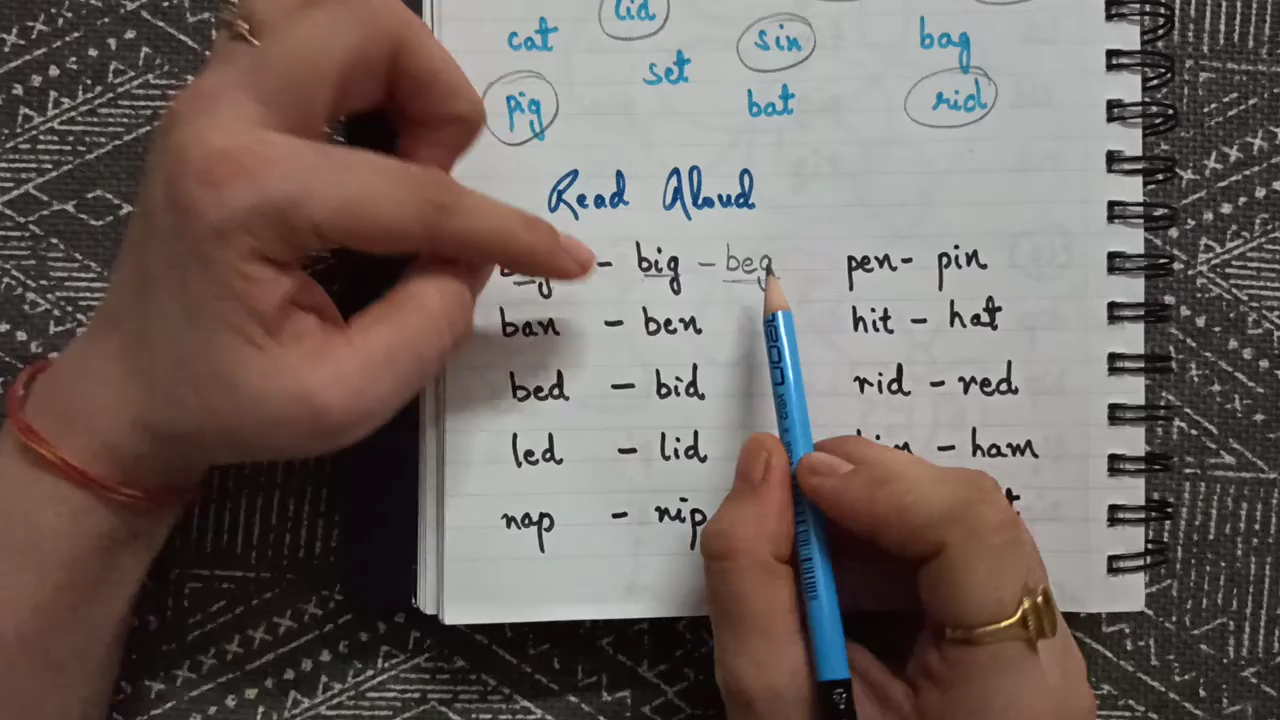 lid
cat sin bag
set
pig bat rid
Read Aloud
- big - beg pen- pin
ban - ben hit - hat
bed - bid rid - red
led - lid - ham
nap - nip